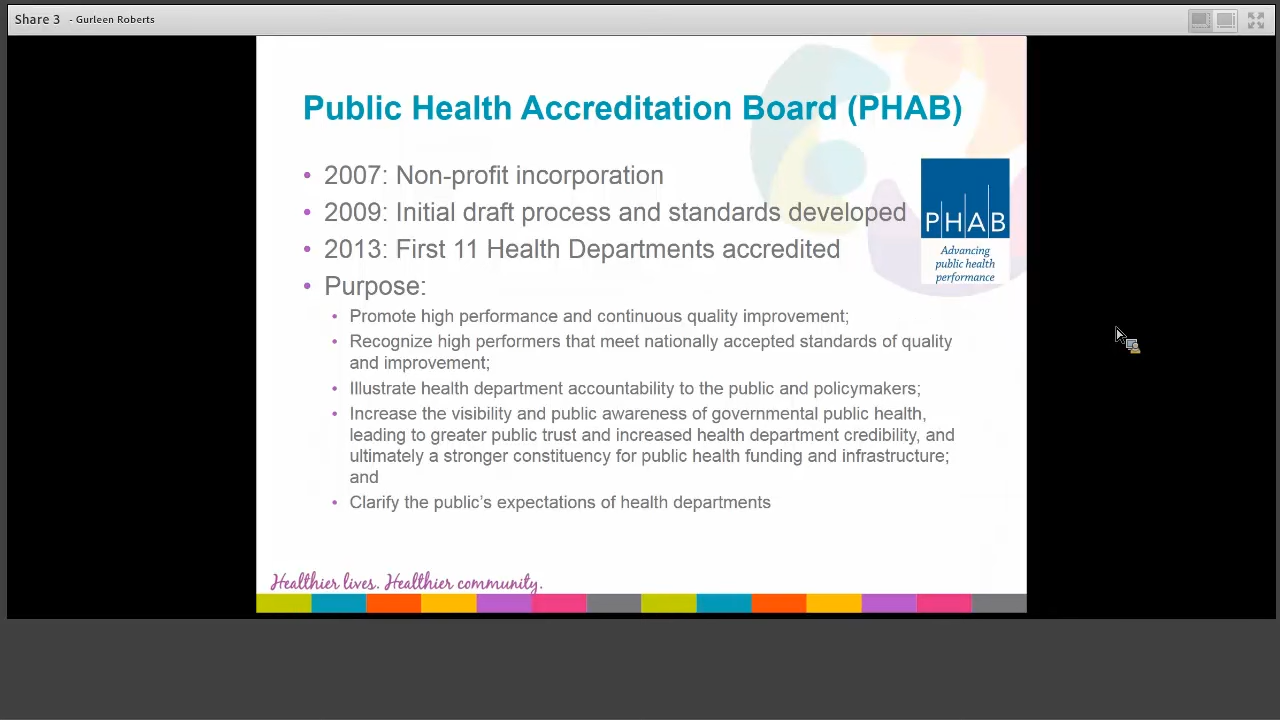 Share 3 - Gurleen Roberts
Public Health Accreditation Board (PHAB)
• 2007: Non-profit incorporation
• 2009: Initial draft process and standards developed
• 2013: First 11 Health Departments accredited
• Purpose:
• Promote high performance and continuous quality improvement;
• Recognize high performers that meet nationally accepted standards of quality
and improvement;
• Illustrate health department accountability to the public and policymakers;
• Increase the visibility and public awareness of governmental public health,
leading to greater public trust and increased health department credibility, and
ultimately a stronger constituency for public health funding and infrastructure;
and
• Clarify the public's expectations of health departments
PHAB
Advancing
public health
performance
Healthier lives. Healthier community.